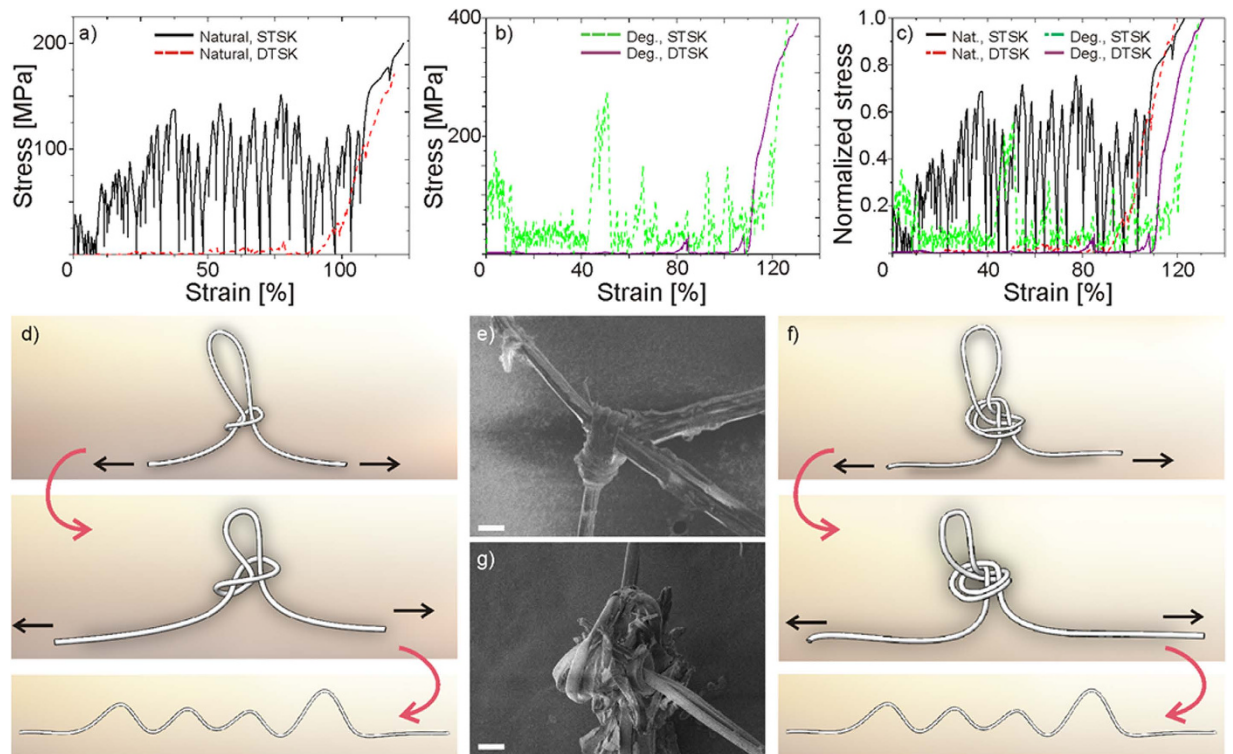 a)
Natural, STSK
Natural, DTSK
Stress [MPa]
200
100
0
50
100
Strain [%]
b)
Deg., STSK
Deg., DTSK
Stress [MPa]
400
200
0
0
40
80
120
Strain [%]
c)
Nat., STSK
Nat., DTSK
Deg., STSK
Deg., DTSK
Normalized stress
1.0
0.8
0.6
0.4
0.2
0
40
80
120
Strain [%]
d)
e)
f)
g)